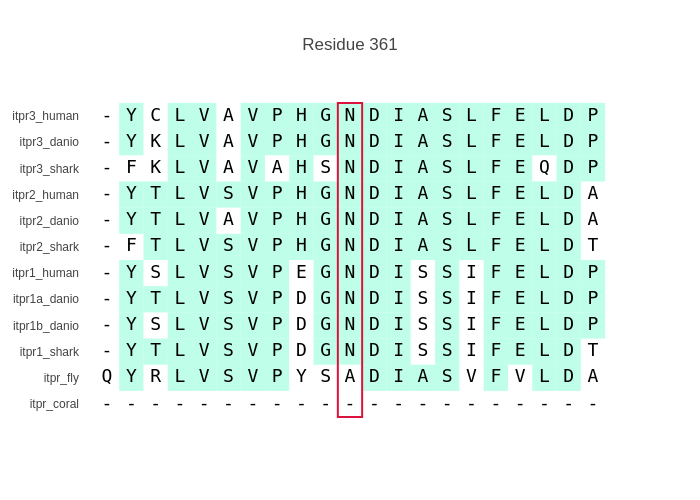 Residue 361
itpr3_human - Y C L V A V P H G N D I A S L F E L D P
itpr3_danio - Y K L V A V P H G N D I A S L F E L D P
itpr3_shark - F K L V A V A H S N D I A S L F E Q D P
itpr2_human - Y T L V S V P H G N D I A S L F E L D A
itpr2_danio - Y T L V A V P H G N D I A S L F E L D A
itpr2_shark - F T L V S V P H G N D I A S L F E L D T
itpr1_human - Y S L V S V P E G N D I S S I F E L D P
itpr1a_danio - Y T L V S V P D G N D I S S I F E L D P
itpr1b_danio - Y S L V S V P D G N D I S S I F E L D P
itpr1_shark - Y T L V S V P D G N D I S S I F E L D T
itpr_fly Q Y R L V S V P Y S A D I A S V F V L D A
itpr_coral - - - - - - - - - - - - - - - - - - - - -